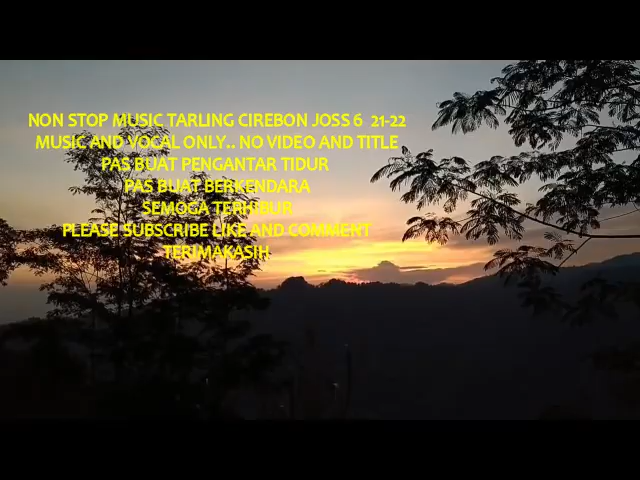 NON STOP MUSIC TARLING CIREBON JOSS 6 21-22
MUSIC AND VOCAL ONLY.. NO VIDEO AND TITLE
PAS BUAT PENGANTAR TIDUR
PAS BUAT BERKENDARA
SEMOGA TERHIBUR
PLEASE SUBSCRIBE LIKE AND COMMENT
TERIMAKASIH